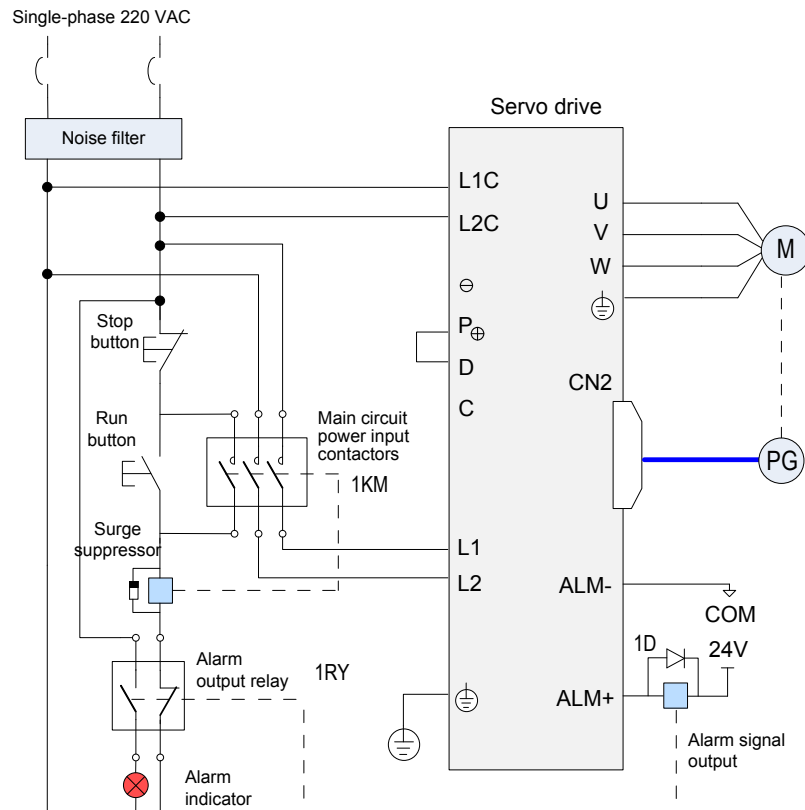 Single-phase 220 VAC
Noise filter
Servo drive
L1C
L2C
U
V
W
M
P
D
C
CN2
PG
Stop
button
Run
button
Main circuit
power input
contactors
1KM
Surge
suppressor
L1
L2
ALM-
COM
1D
24V
ALM+
Alarm
output relay
1RY
Alarm signal
output
Alarm
indicator